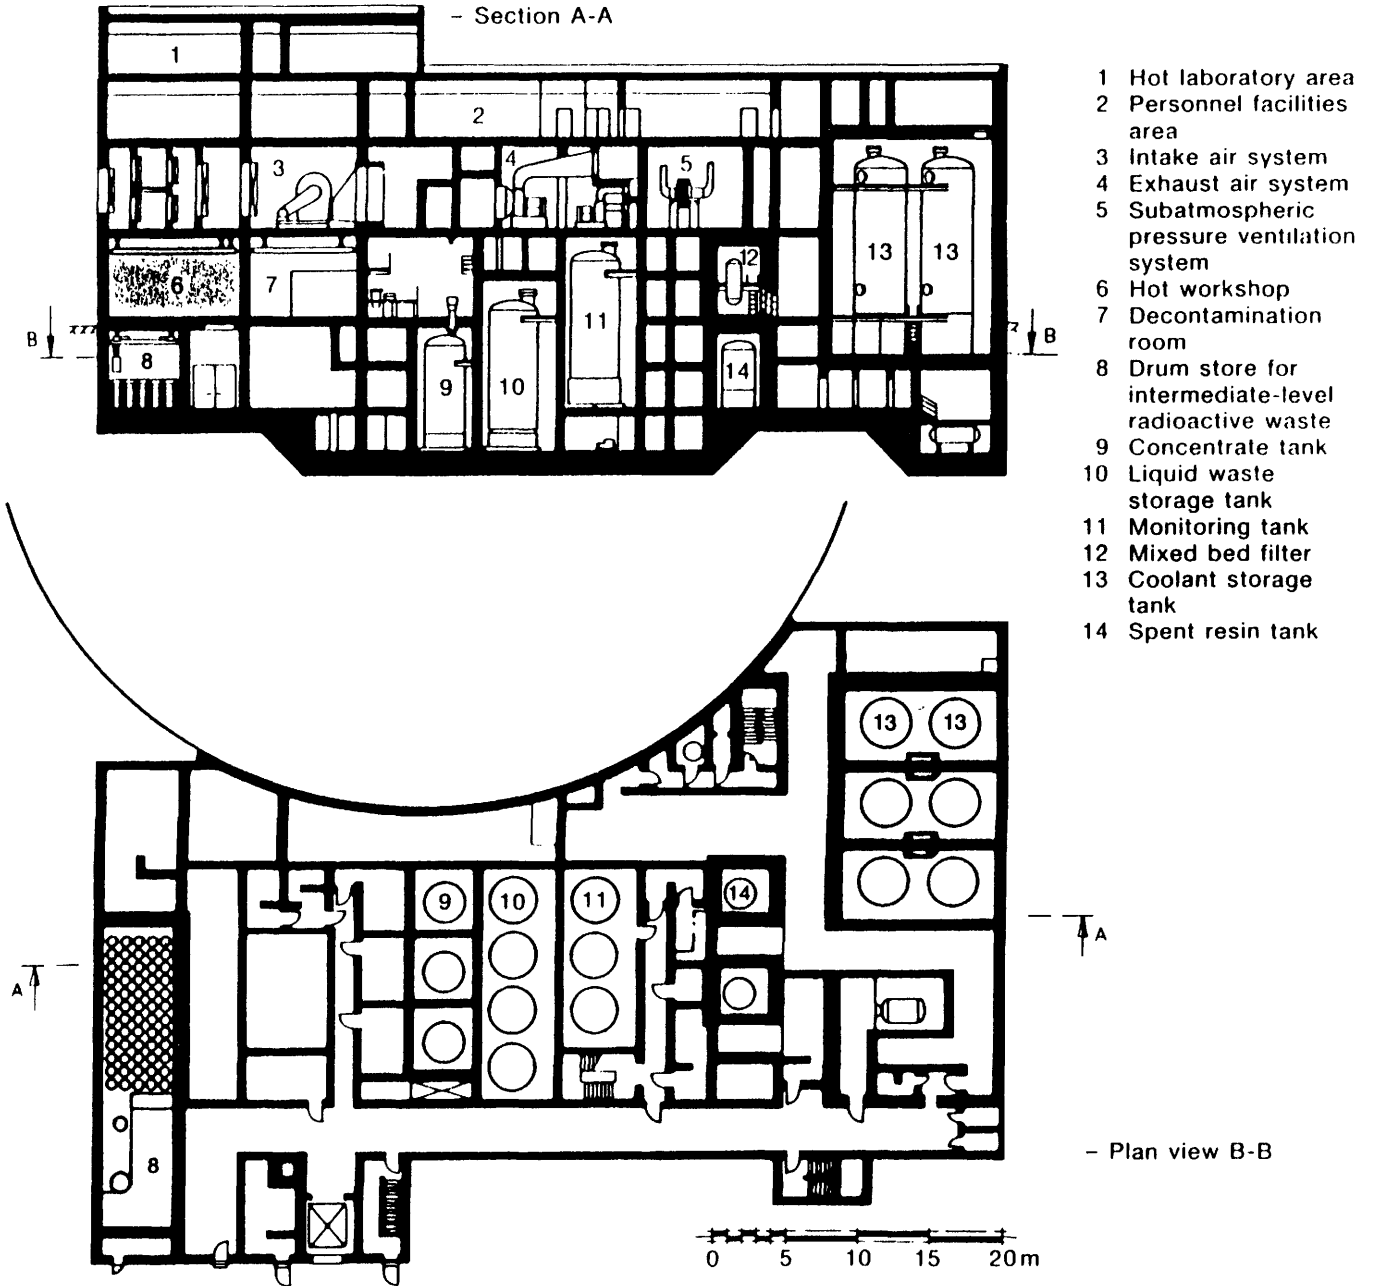 – Section A-A
1 Hot laboratory area
2 Personnel facilities
area
3 Intake air system
4 Exhaust air system
5 Subatmospheric
pressure ventilation
system
6 Hot workshop
7 Decontamination
room
8 Drum store for
intermediate-level
radioactive waste
9 Concentrate tank
10 Liquid waste
storage tank
11 Monitoring tank
12 Mixed bed filter
13 Coolant storage
tank
14 Spent resin tank
1
2
3
4
5
6
7
12
13
13
B
8
9
10
11
14
B
13
13
9
10
11
14
A
A
8
– Plan view B-B
0 5 10 15 20 m